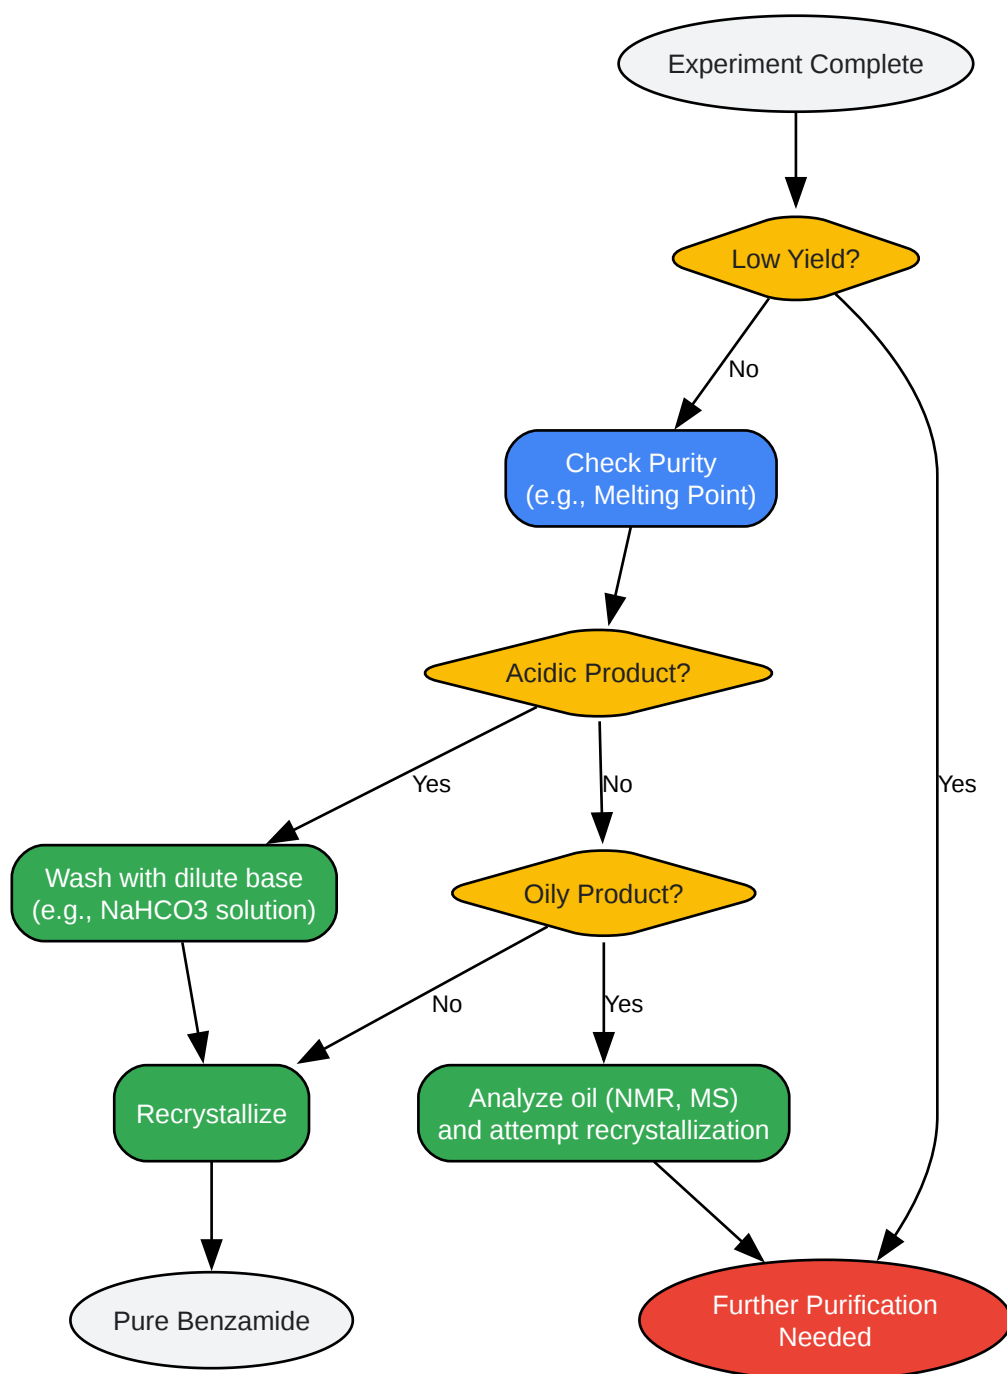 Experiment Complete
Low Yield?
No
Check Purity
(e.g., Melting Point)
Acidic Product?
Yes
No
Yes
Wash with dilute base
(e.g., NaHCO3 solution)
Oily Product?
No
Yes
Recrystallize
Analyze oil (NMR, MS)
and attempt recrystallization
Pure Benzamide
Further Purification
Needed